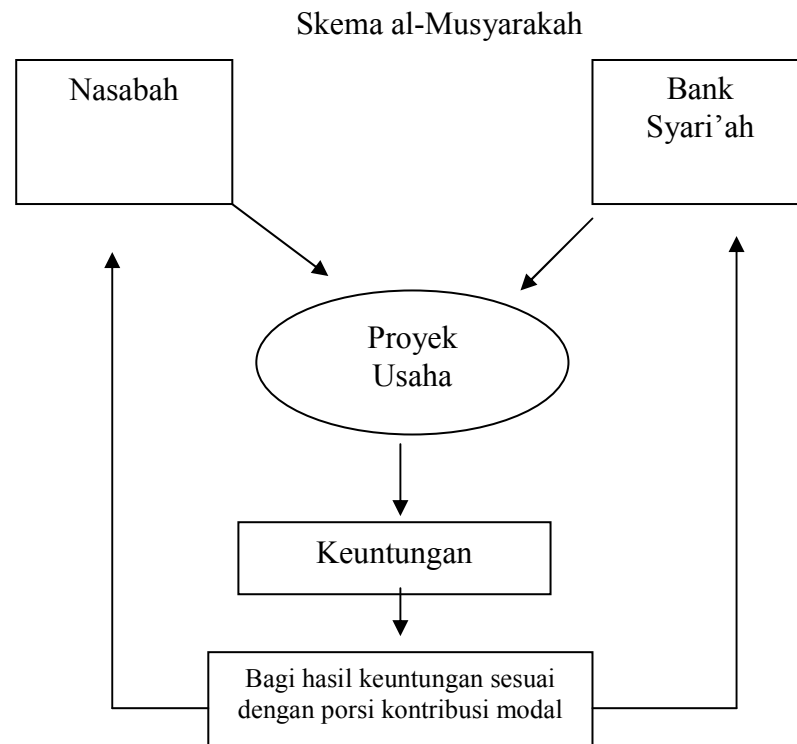 Skema al-Musyarakah
Nasabah
Bank
Syari’ah
Proyek
Usaha
Keuntungan
Bagi hasil keuntungan sesuai
dengan porsi kontribusi modal